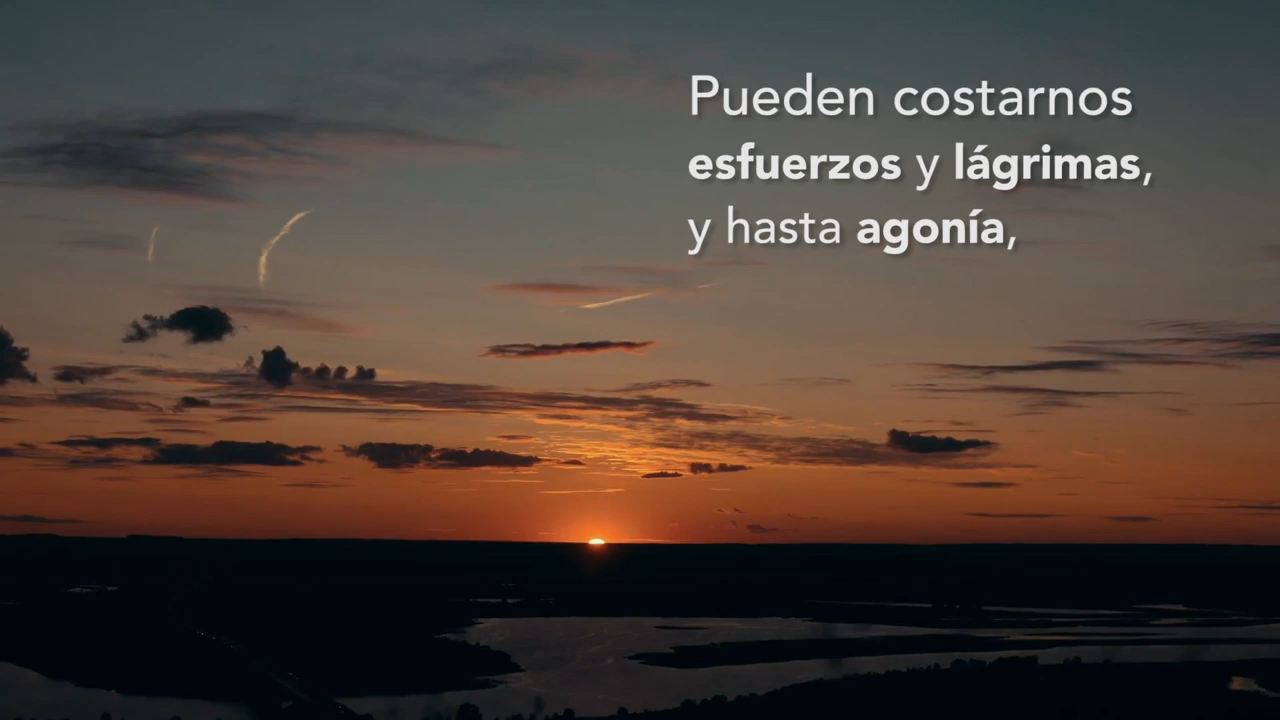 Pueden costarnos
esfuerzos y lágrimas,
y hasta agonía,